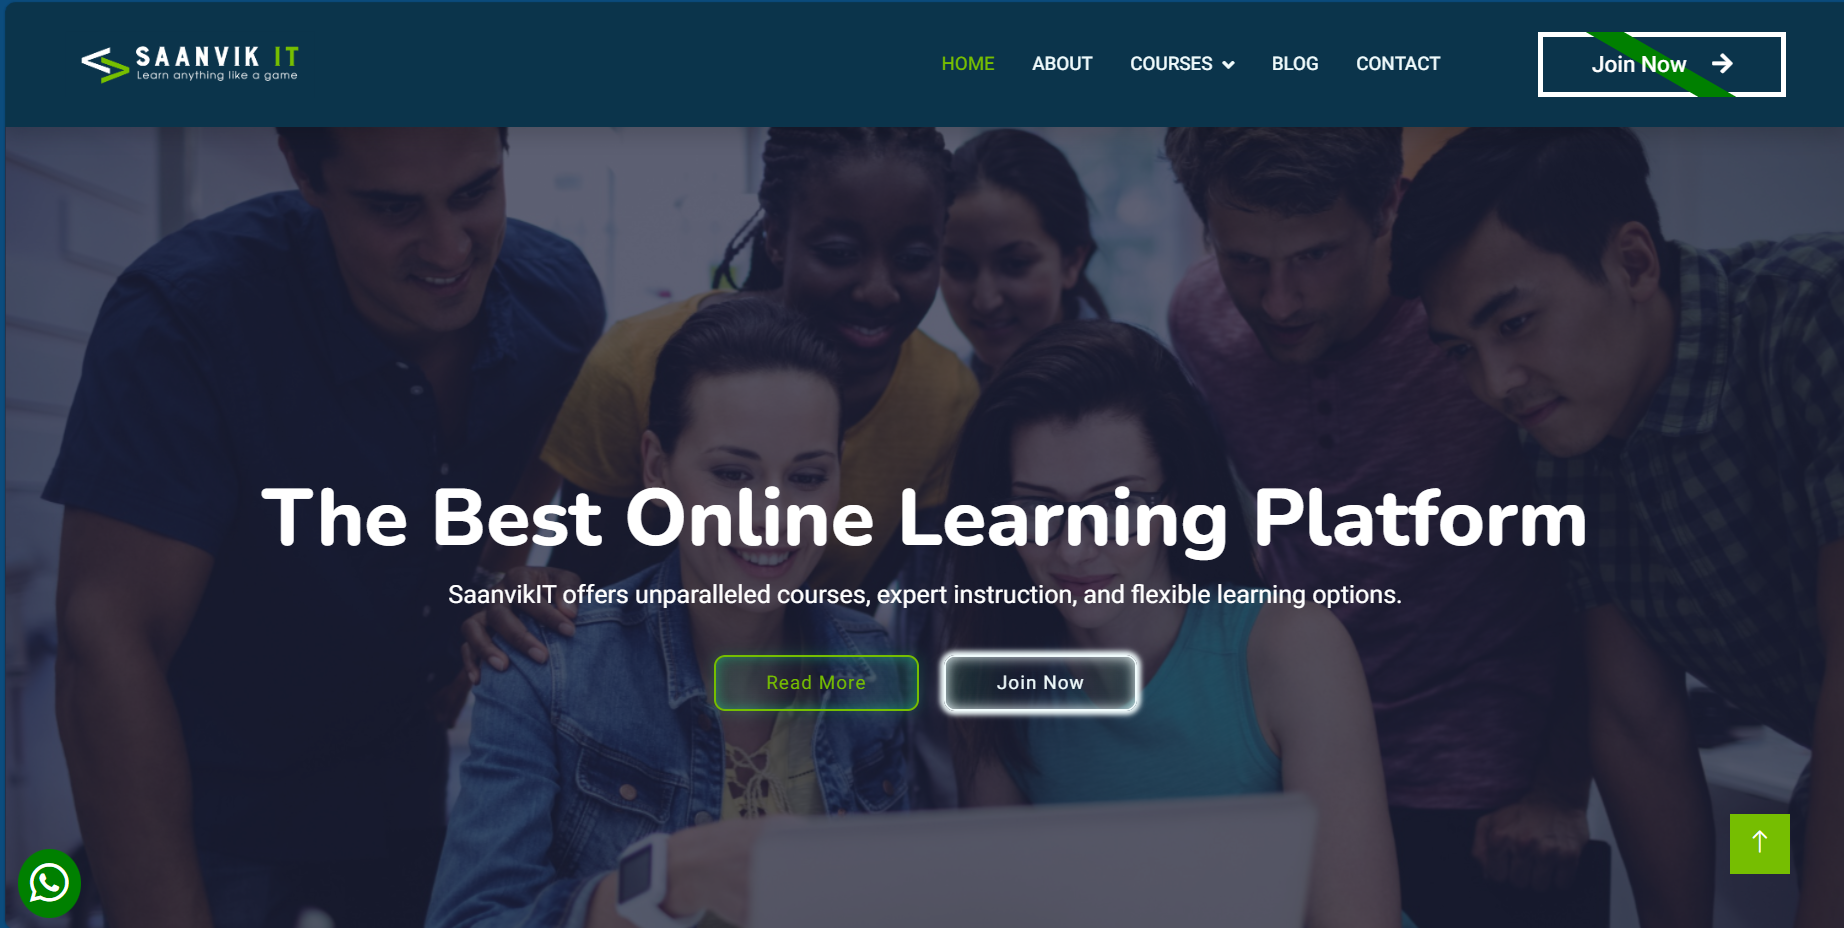 SAANVIK IT
Learn anything like a game
HOME
ABOUT
COURSES
BLOG
CONTACT
Join Now
The Best Online Learning Platform
SaanvikIT offers unparalleled courses, expert instruction, and flexible learning options.
Read More
Join Now